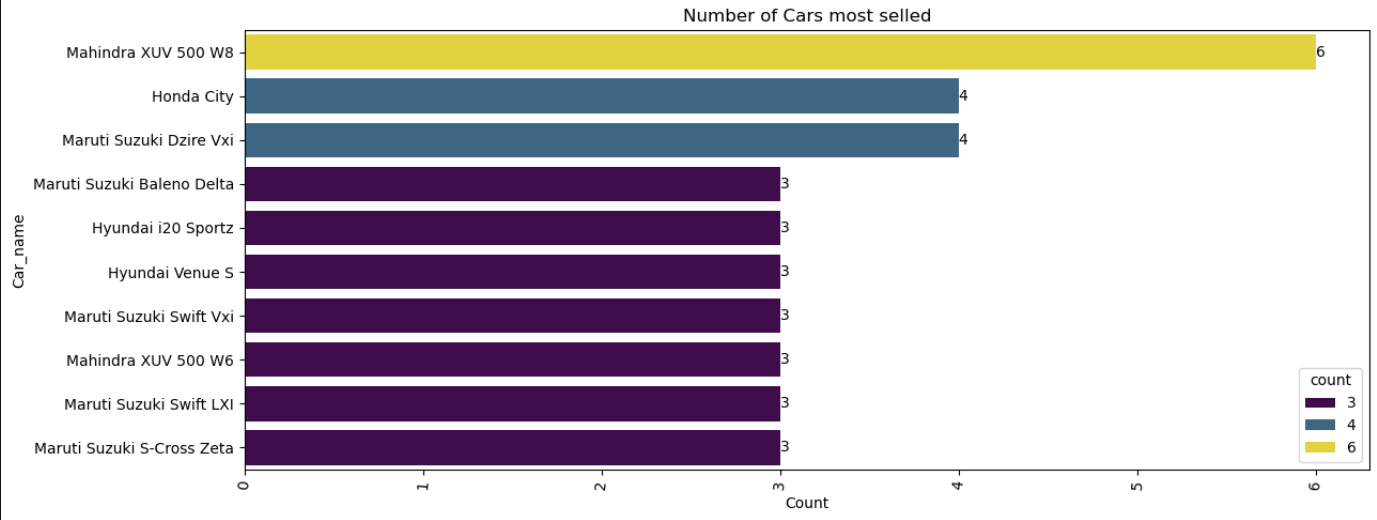 Number of Cars most selled
Car_name
Mahindra XUV 500 W8
6
Honda City
4
Maruti Suzuki Dzire Vxi
4
Maruti Suzuki Baleno Delta
3
Hyundai i20 Sportz
3
Hyundai Venue S
3
Maruti Suzuki Swift Vxi
3
Mahindra XUV 500 W6
3
Maruti Suzuki Swift LXI
3
Maruti Suzuki S-Cross Zeta
3
count
3
4
6
0 1 2 3 4 5 6
Count